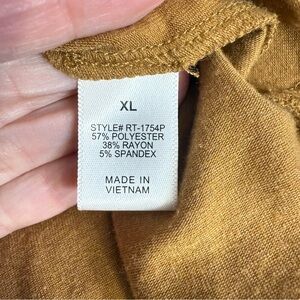 XL
STYLE# RT-1754P
57% POLYESTER
38% RAYON
5% SPANDEX
MADE IN
VIETNAM